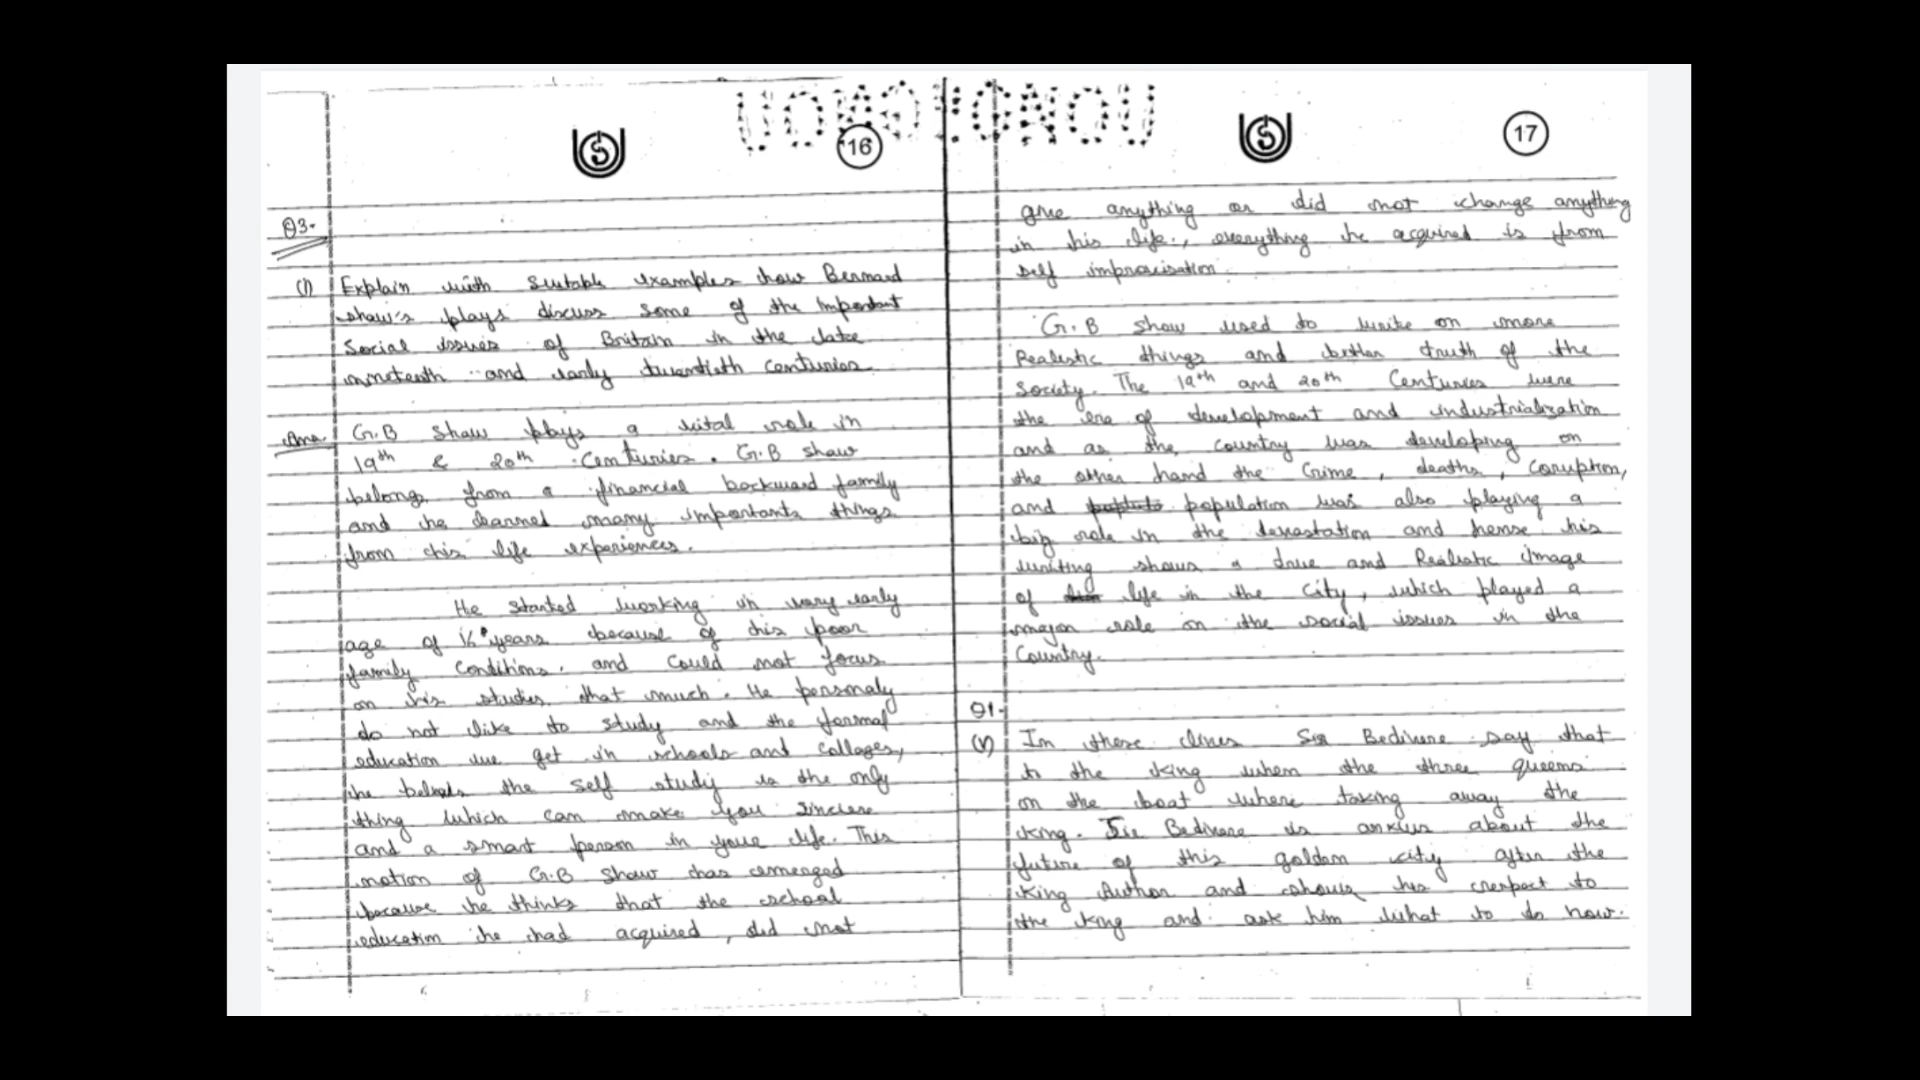 16
Q3-
(1) Explain with Suitable examples how Bernard
shaw's plays discuss some of the important
Social issues of Britain in the late
nineteenth and early twentieth centuries
Ans G.B Shaw plays a vital role in
19th & 20th Centuries. G.B shaw
belongs from a financial backward family
and he learned many importants things
from his life experiences.
He started working in very early
age of 16 years because of his poor
family conditions. and could not focus
on his studies that much. He personaly
do not like to study and the formal
education we get in schools and collages,
he the self study is the only
thing which can make you sincere
and a smart person in your life. This
notion of G.B Shaw has emerged
because he thinks that the school
education he had acquired, did not
17
give anything or did not change anything
in his life., everything he acquired is from
self improvisation.
G.B shaw used to write on more
Realistic things and better truth of the
Society. The 19th and 20th Centuries were
the era of development and industrialization
and as the country was developing on
the other hand the Crime, deaths, coruption,
and population was also playing a
big role in the devastation and hense his
writing shows a true and Realistic image
of life in the city, which played a
major role on the social issues in the
Country.
Q1-
(v) In these lines Sir Bedivere say that
to the king when the three queens
on the boat where taking away the
king. Sir Bedivere is anxius about the
future of this golden city after the
King Author and shows his respect to
the king and ask him what to do now.